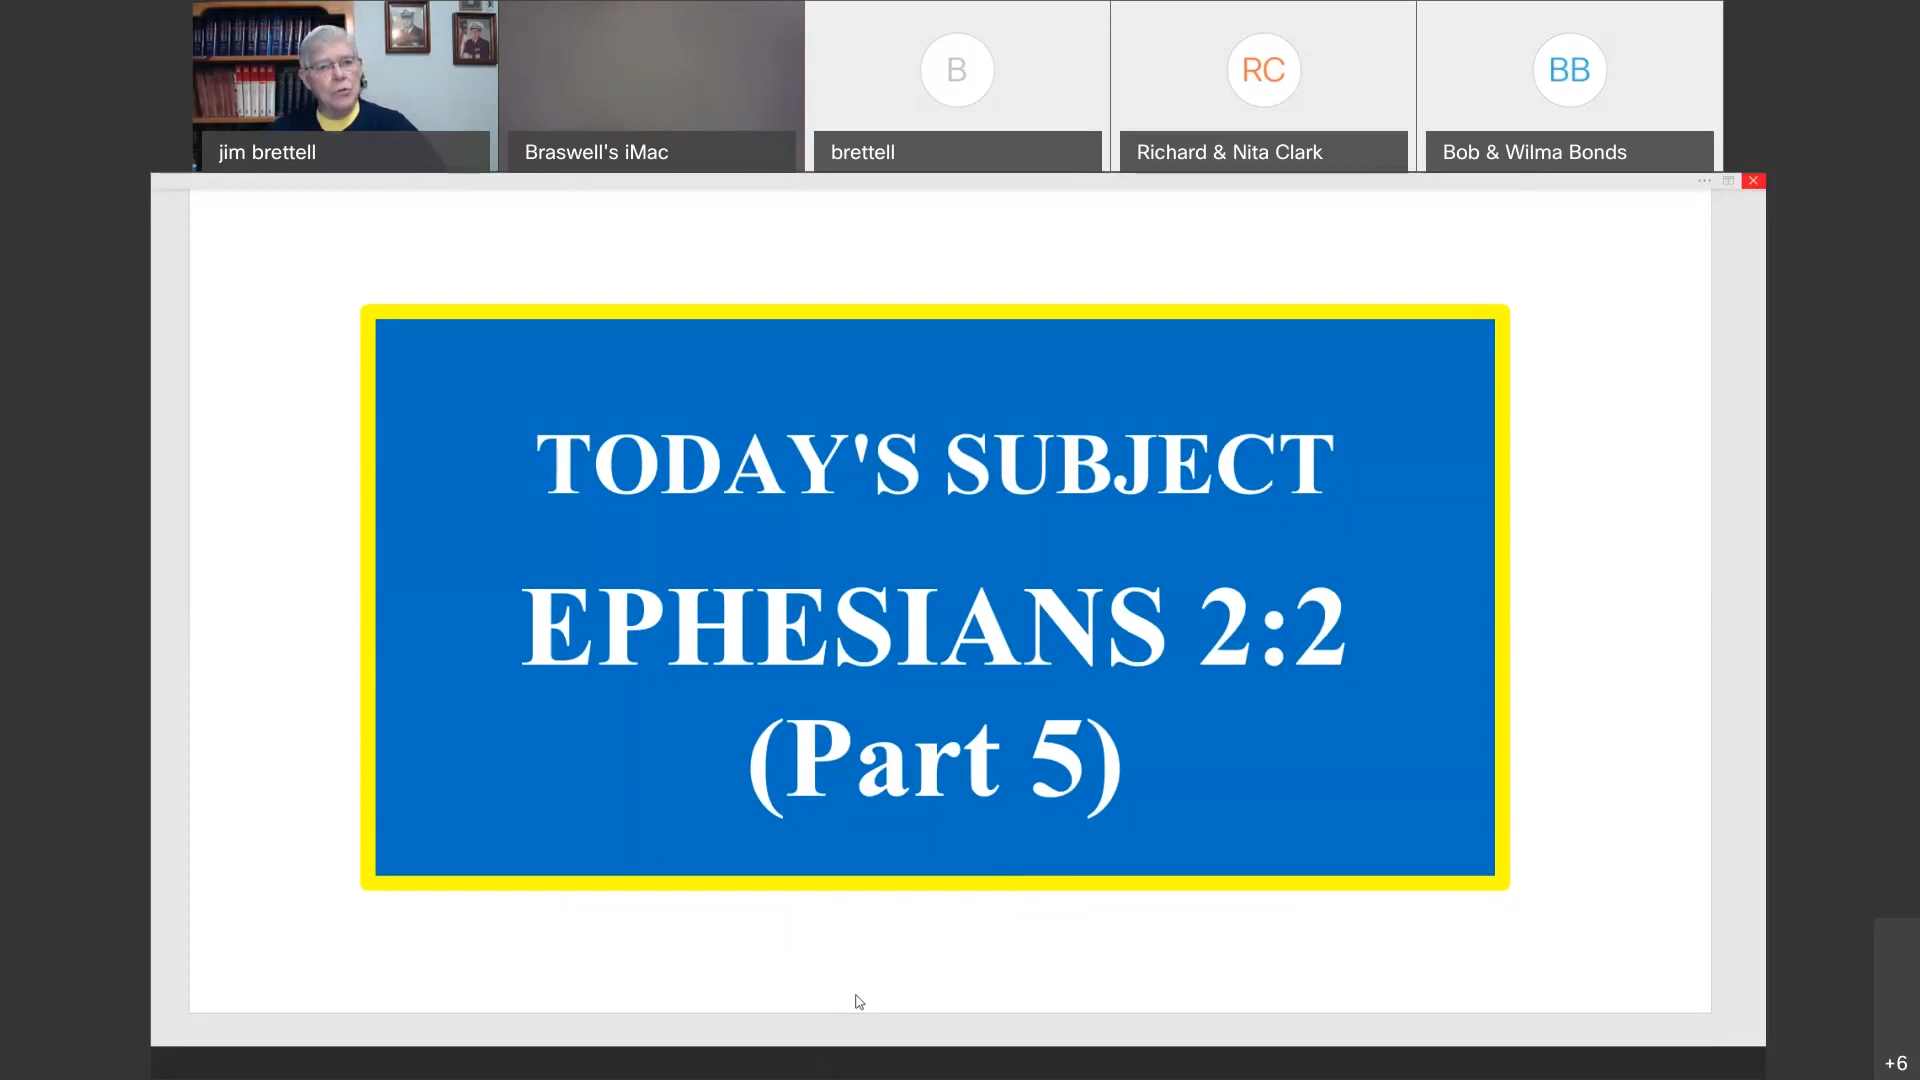 jim brettell
Braswell's iMac
B
brettell
RC
Richard & Nita Clark
BB
Bob & Wilma Bonds
TODAY'S SUBJECT
EPHESIANS 2:2
(Part 5)
+6